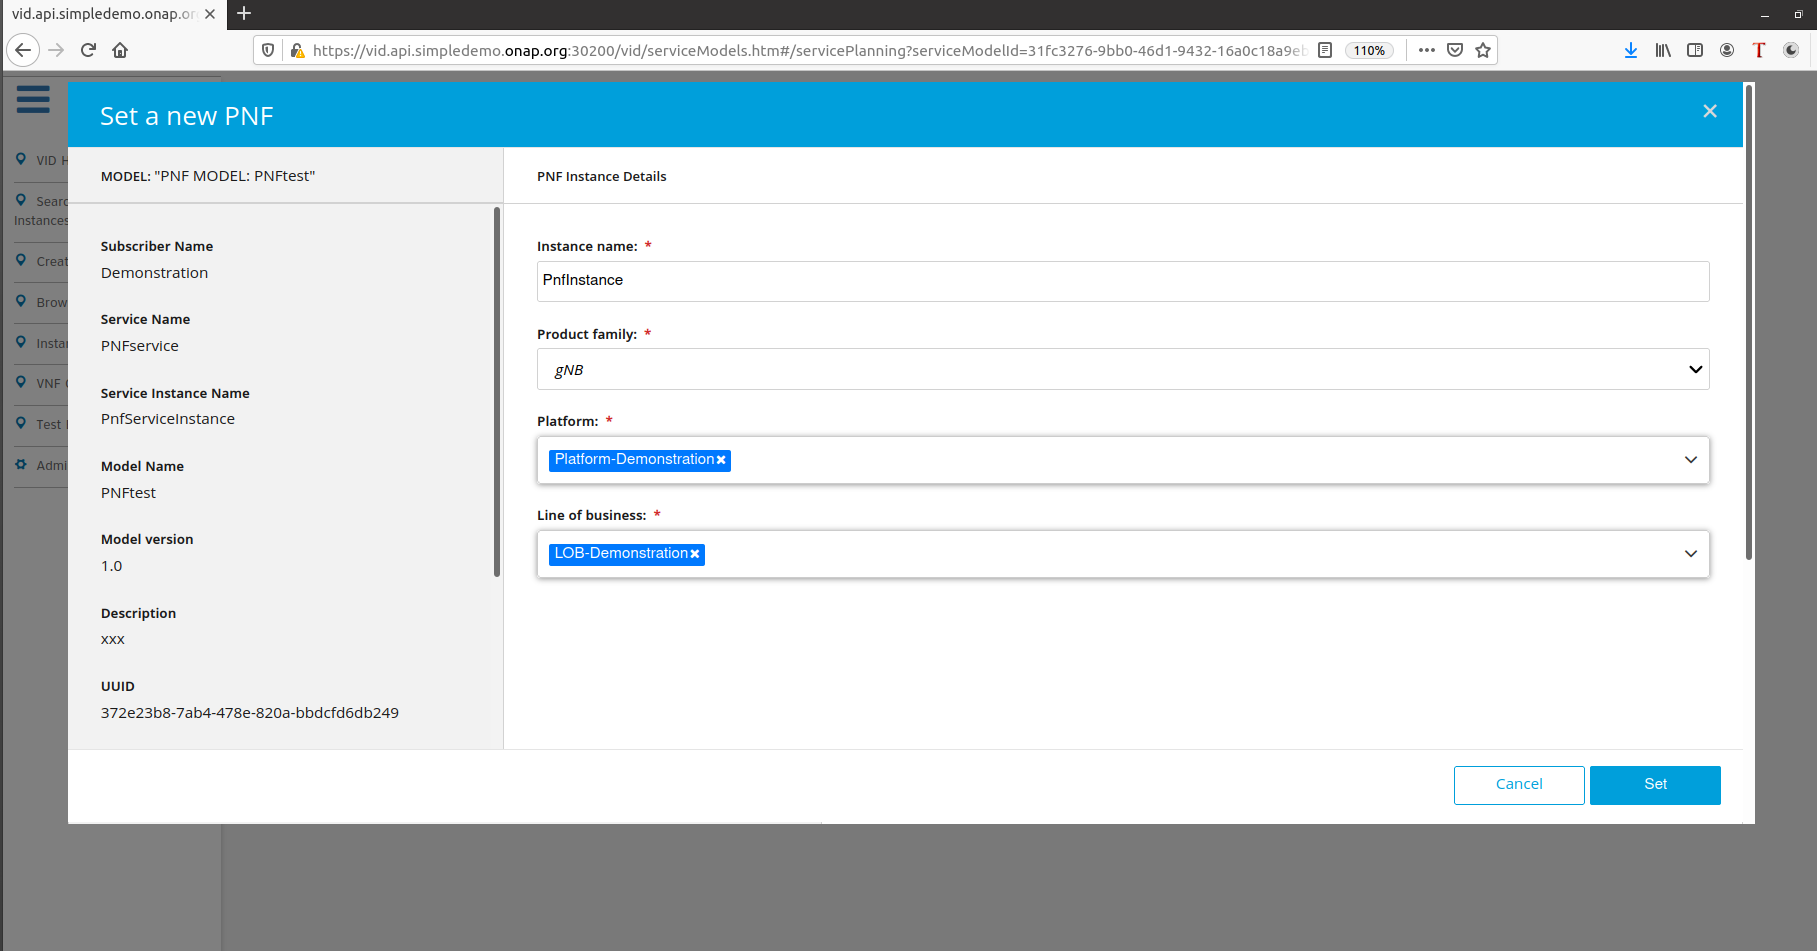 vid.api.simpledemo.onap.or
https://vid.api.simpledemo.onap.org:30200/vid/serviceModels.htm#/servicePlanning?serviceModelId=31fc3276-9bb0-46d1-9432-16a0c18a9eb
110%
Set a new PNF
VID H
Searc
Instances
Creat
Brow
Instan
VNF
Test
Admi
MODEL: "PNF MODEL: PNFtest"
Subscriber Name
Demonstration
Service Name
PNFservice
Service Instance Name
PnfServiceInstance
Model Name
PNFtest
Model version
1.0
Description
xxx
UUID
372e23b8-7ab4-478e-820a-bbdcfd6db249
PNF Instance Details
Instance name: *
PnfInstance
Product family: *
gNB
Platform: *
Platform-Demonstration
Line of business: *
LOB-Demonstration
Cancel
Set